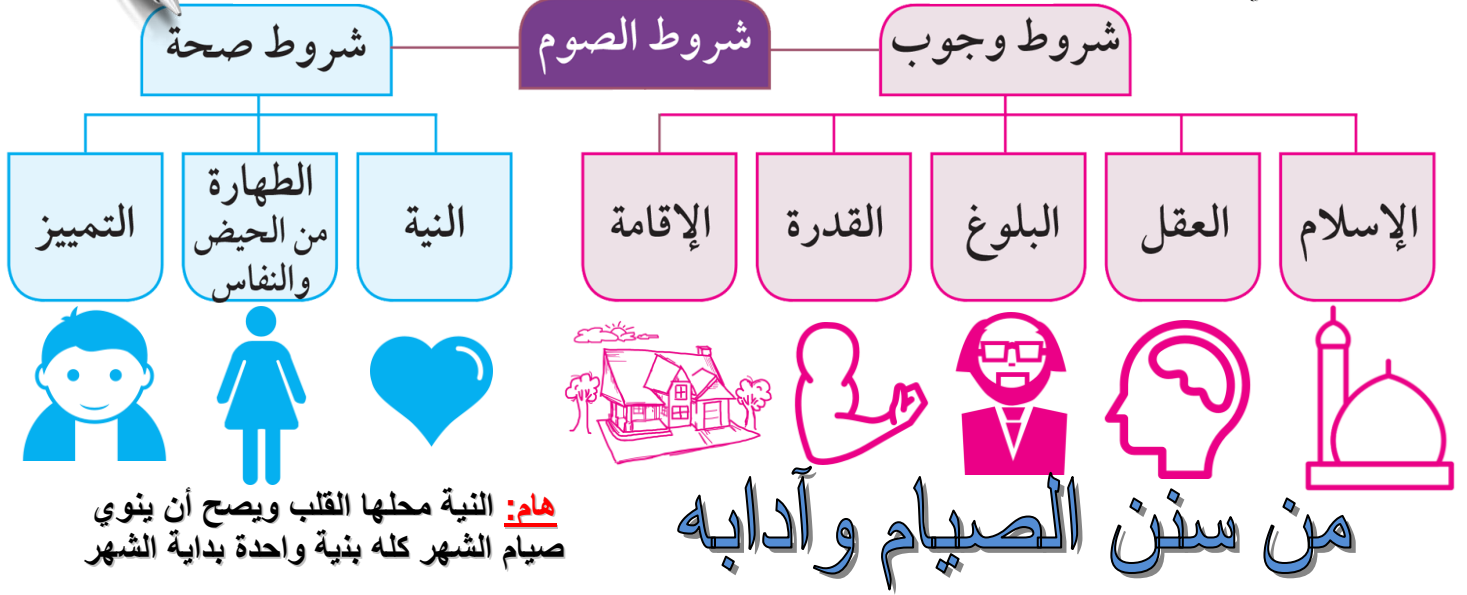 شروط الصوم
شروط وجوب
الإسلام
العقل
البلوغ
القدرة
الإقامة
شروط صحة
النية
الطهارة
من الحيض
والنفاس
التمييز
هام: النية محلها القلب ويصح أن ينوي
صيام الشهر كله بنية واحدة بداية الشهر
من سنن الصيام وآدابه